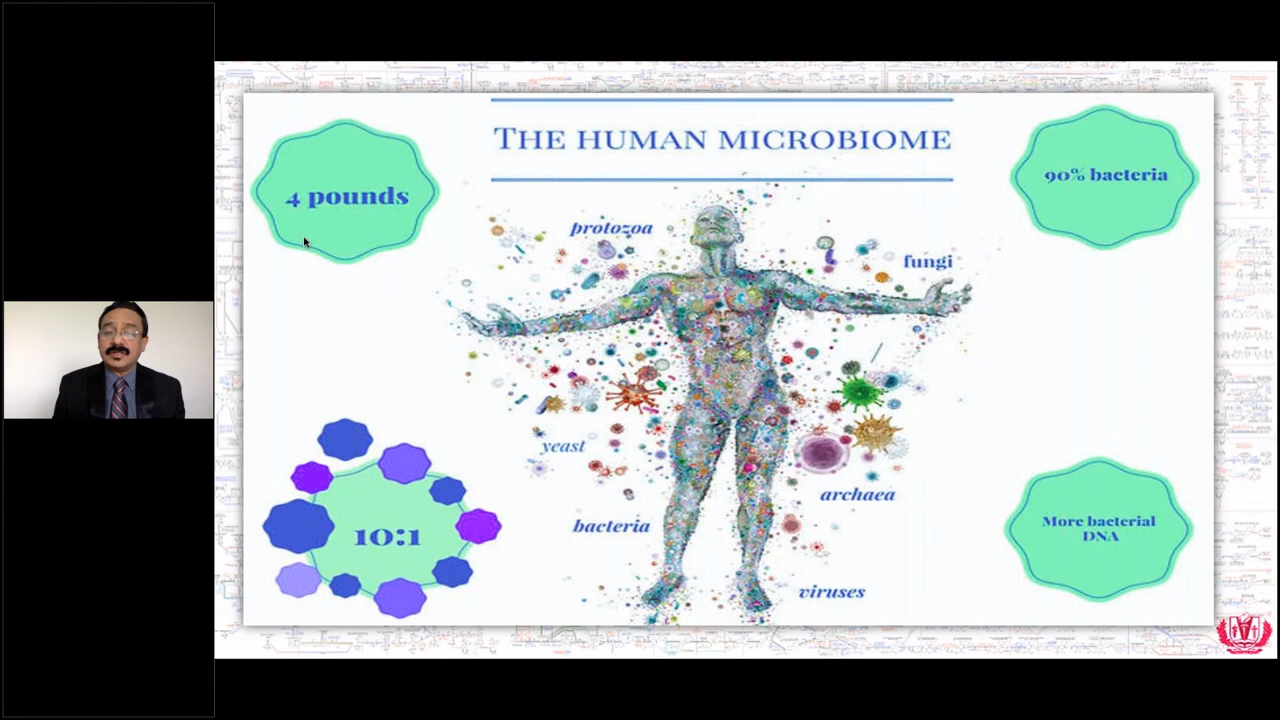 THE HUMAN MICROBIOME
4 pounds
90% bacteria
protozoa
fungi
yeast
archaea
bacteria
10:1
More bacterial
DNA
viruses